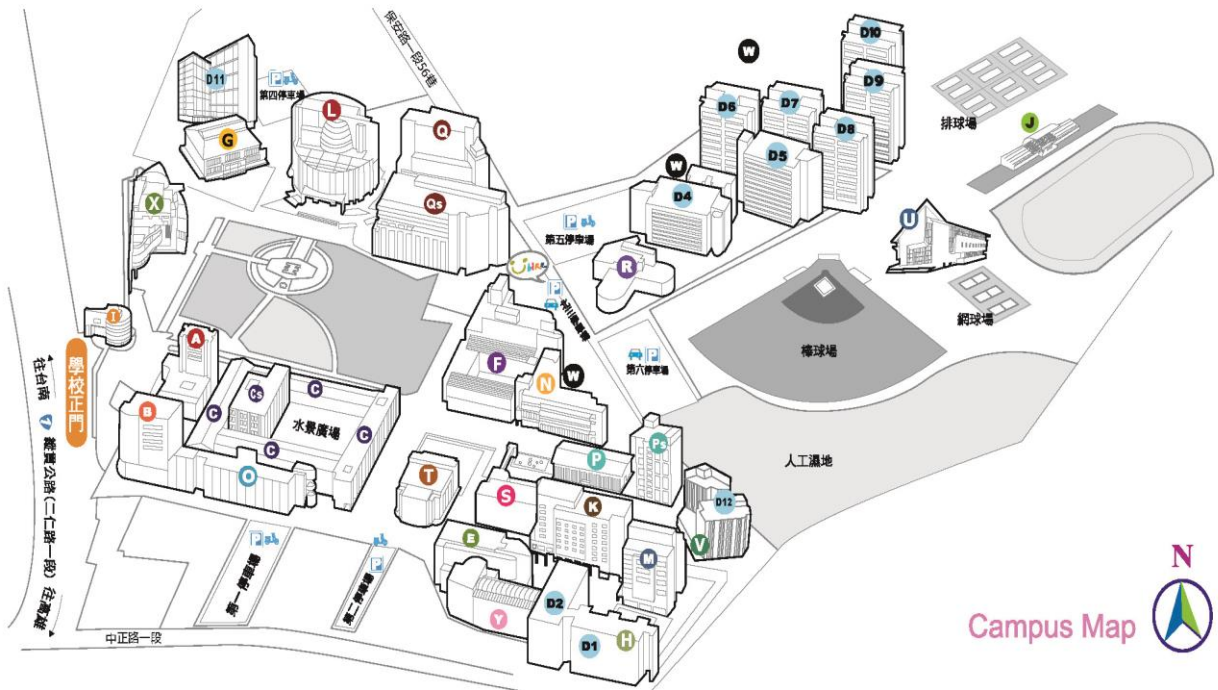 保安路一段56巷
D10
W
D11
第四停車場
L
D9
D6
D7
排球場
J
Q
D8
G
D5
W
D4
Qs
X
U
第五停車場
R
I
網球場
A
學校正門
F
第六停車場
棒球場
N
W
Cs
C
B
C
水景廣場
C
往台南
C
P
Ps
人工濕地
O
T
S
K
D12
縱貫公路(二仁路一段)
E
V
M
第一停車場
第二停車場
D2
Y
往高雄
中正路一段
D1
H
N
Campus Map